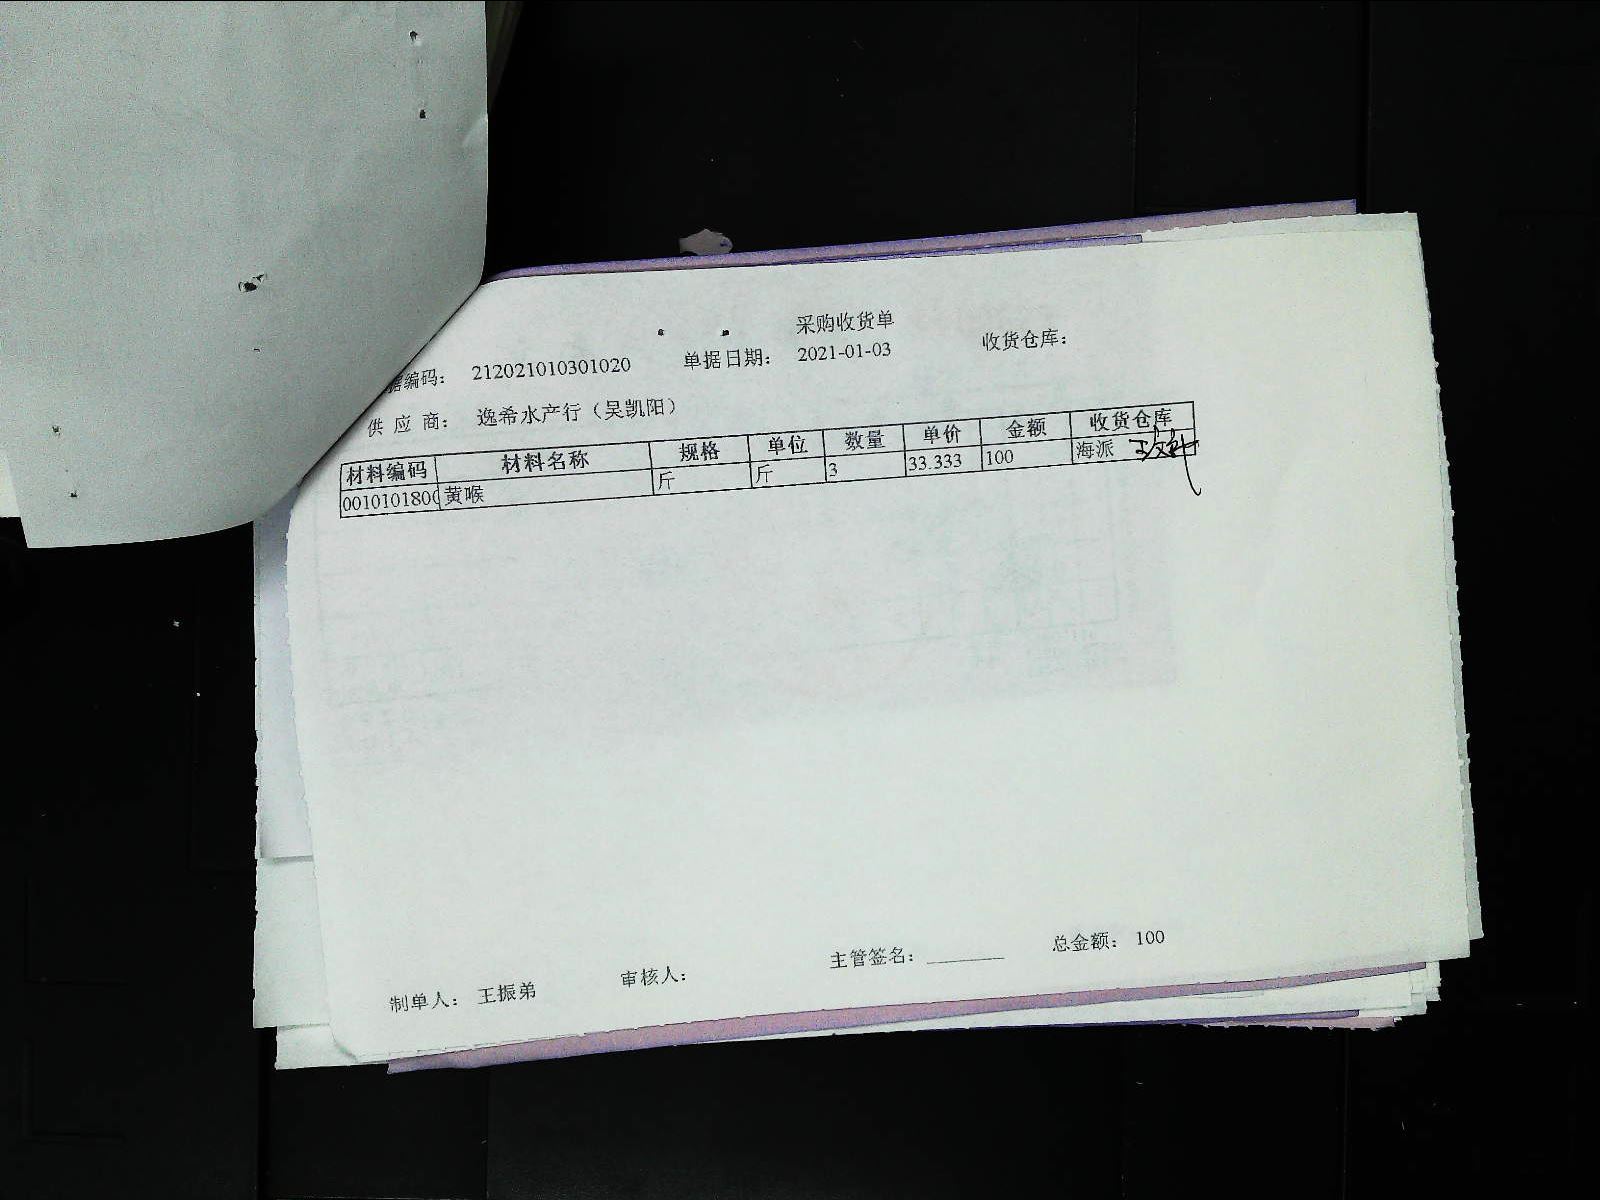 采购收货单
据编码： 212021010301020 单据日期： 2021-01-03 收货仓库：
供 应 商： 逸希水产行（吴凯阳）
材料编码 材料名称 规格 单位 数量 单价 金额 收货仓库
0010101800 黄喉 斤 斤 3 33.333 100 海派
制单人： 王振弟 审核人： 主管签名： 总金额： 100